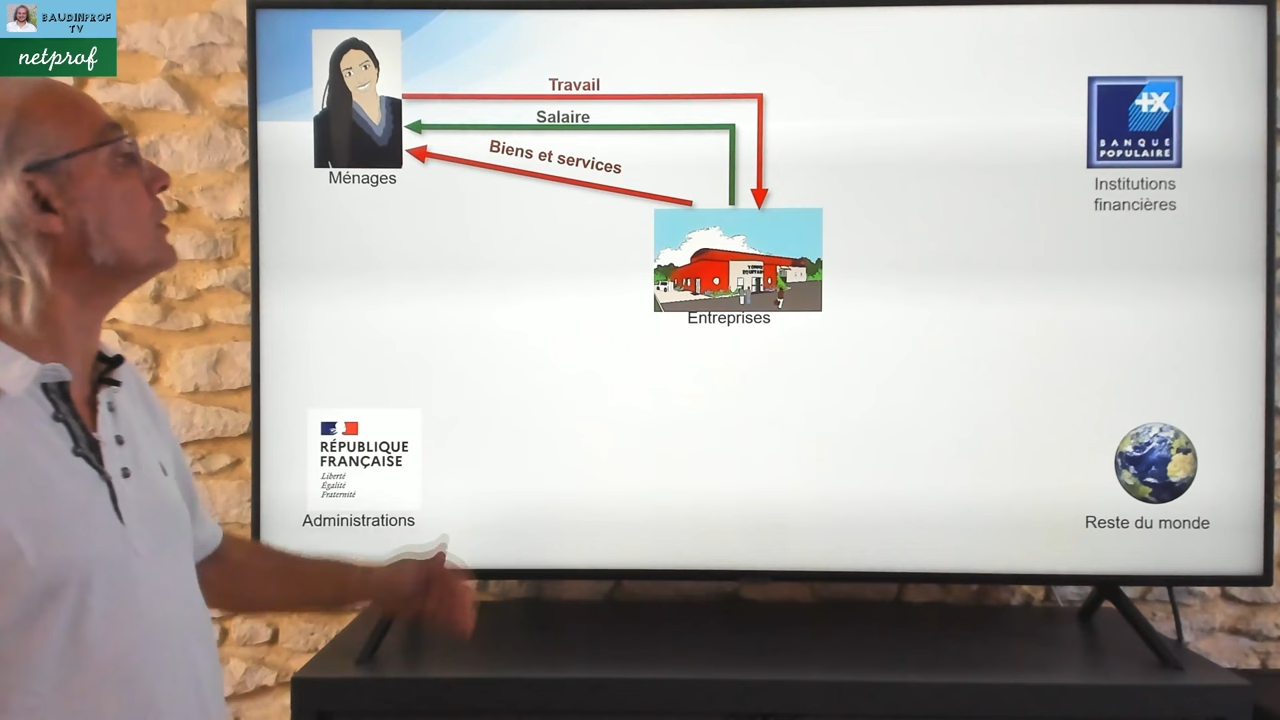 BAUDINPROF
TV
netprof
Travail
Salaire
Biens et services
Ménages
BANQUE
POPULAIRE
Institutions
financières
Entreprises
RÉPUBLIQUE
FRANÇAISE
Liberté
Égalité
Fraternité
Administrations
Reste du monde